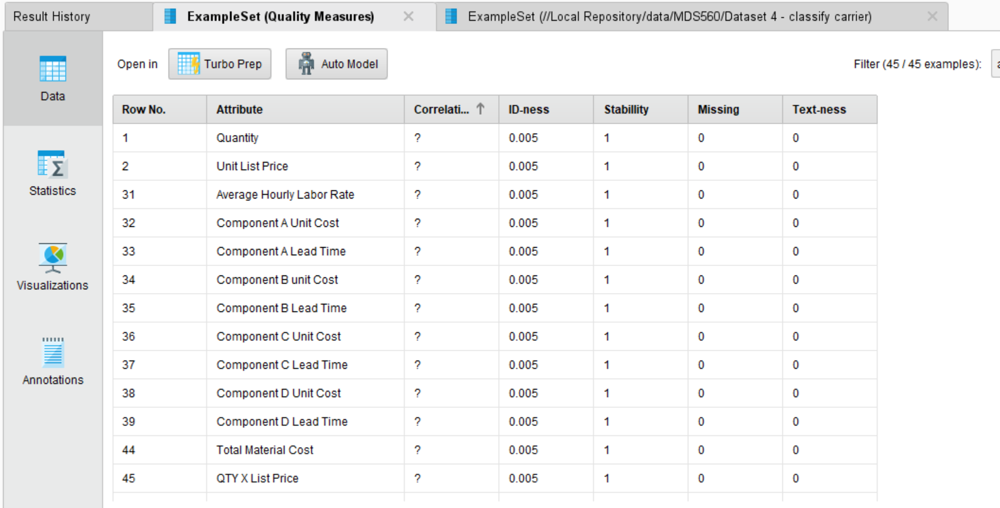 Result History ExampleSet (Quality Measures) ExampleSet (//Local Repository/data/MDS560/Dataset 4 - classify carrier)
Open in Turbo Prep Auto Model Filter (45 / 45 examples): a
Data
Statistics
Visualizations
Annotations
Row No. Attribute Correlati... ↑ ID-ness Stabillity Missing Text-ness
1 Quantity ? 0.005 1 0 0
2 Unit List Price ? 0.005 1 0 0
31 Average Hourly Labor Rate ? 0.005 1 0 0
32 Component A Unit Cost ? 0.005 1 0 0
33 Component A Lead Time ? 0.005 1 0 0
34 Component B unit Cost ? 0.005 1 0 0
35 Component B Lead Time ? 0.005 1 0 0
36 Component C Unit Cost ? 0.005 1 0 0
37 Component C Lead Time ? 0.005 1 0 0
38 Component D Unit Cost ? 0.005 1 0 0
39 Component D Lead Time ? 0.005 1 0 0
44 Total Material Cost ? 0.005 1 0 0
45 QTY X List Price ? 0.005 1 0 0